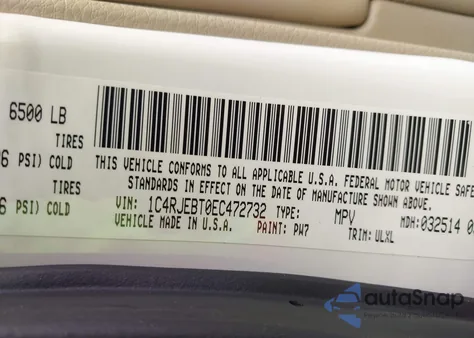 6500 LB
TIRES
6 PSI) COLD
TIRES
6 PSI) COLD
THIS VEHICLE CONFORMS TO ALL APPLICABLE U.S.A. FEDERAL MOTOR VEHICLE SAFE
STANDARDS IN EFFECT ON THE DATE OF MANUFACTURE SHOWN ABOVE.
VIN: 1C4RJEBT0EC472732 TYPE: MPV MDH:032514 0
VEHICLE MADE IN U.S.A. PAINT: PW7 TRIM: ULXL
autoSnap